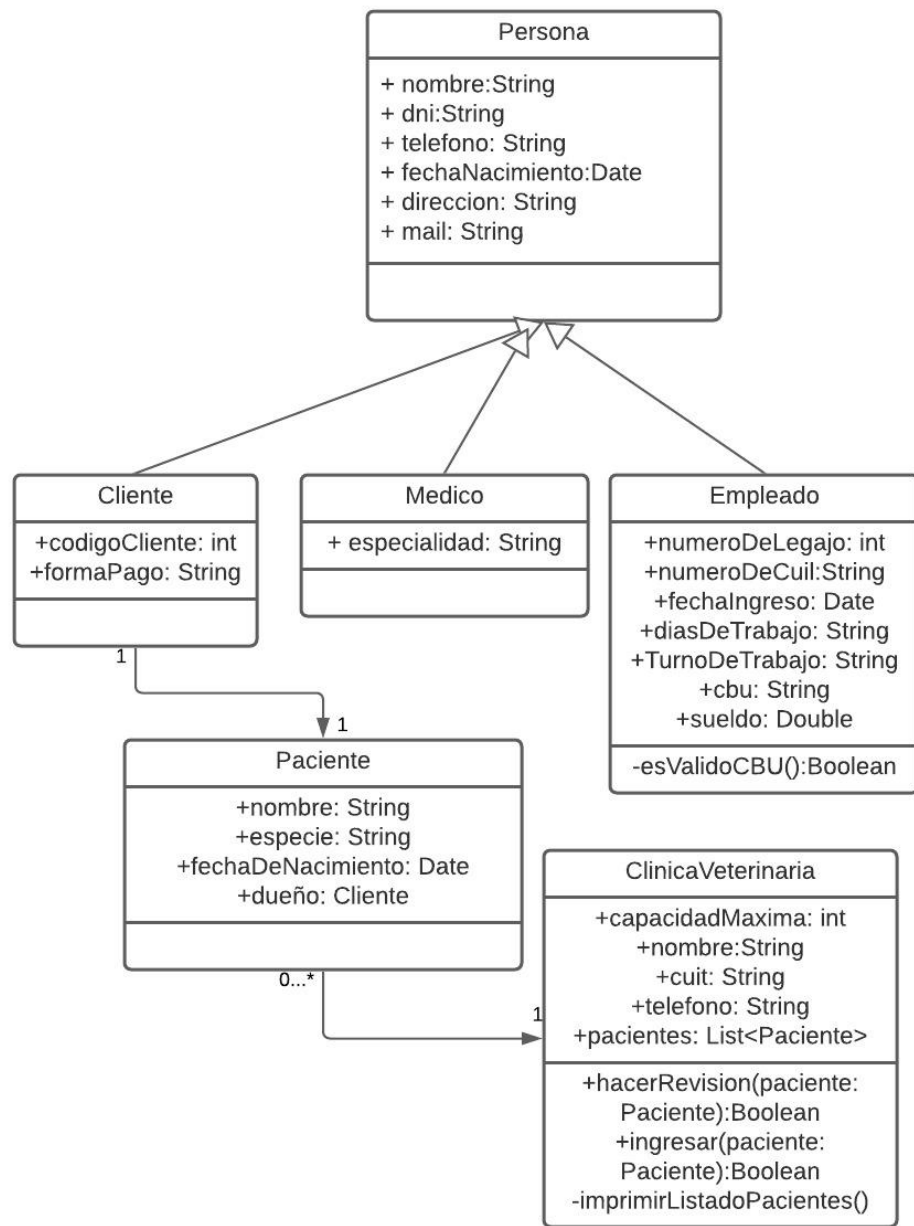 Persona
+ nombre:String
+ dni:String
+ telefono: String
+ fechaNacimiento:Date
+ direccion: String
+ mail: String
Cliente
+codigoCliente: int
+formaPago: String
Medico
+ especialidad: String
Empleado
+numeroDeLegajo: int
+numeroDeCuil:String
+fechaIngreso: Date
+diasDeTrabajo: String
+TurnoDeTrabajo: String
+cbu: String
+sueldo: Double
-esValidoCBU():Boolean
1
1
Paciente
+nombre: String
+especie: String
+fechaDeNacimiento: Date
+dueño: Cliente
0...*
1
ClinicaVeterinaria
+capacidadMaxima: int
+nombre:String
+cuit: String
+telefono: String
+pacientes: List<Paciente>
+hacerRevision(paciente:
Paciente):Boolean
+ingresar(paciente:
Paciente):Boolean
-imprimirListadoPacientes()